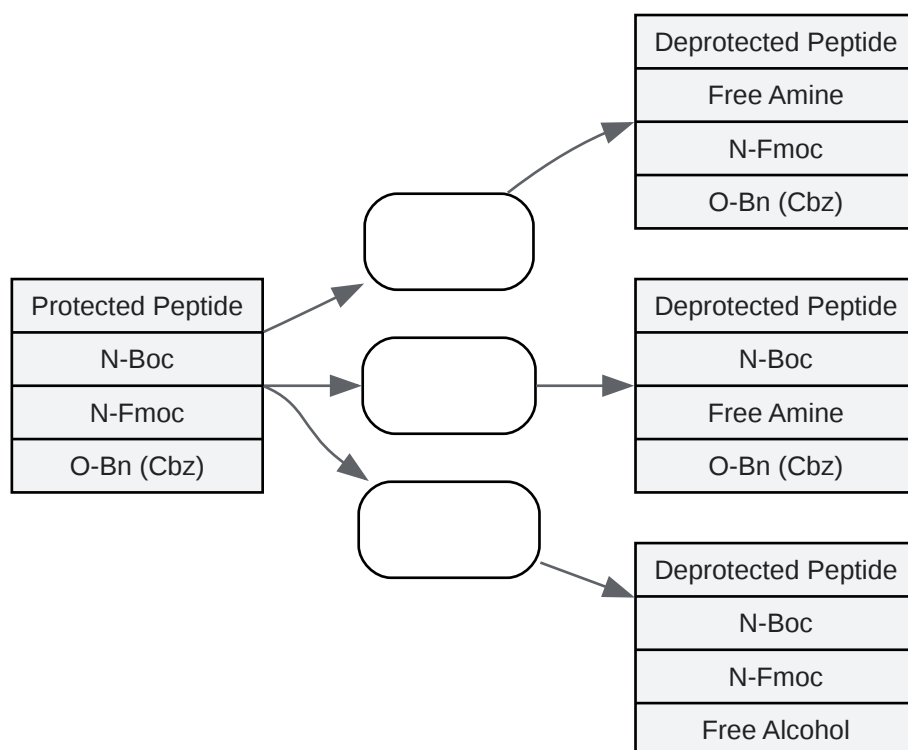 Protected Peptide
N-Boc
N-Fmoc
O-Bn (Cbz)
Deprotected Peptide
Free Amine
N-Fmoc
O-Bn (Cbz)
Deprotected Peptide
N-Boc
Free Amine
O-Bn (Cbz)
Deprotected Peptide
N-Boc
N-Fmoc
Free Alcohol